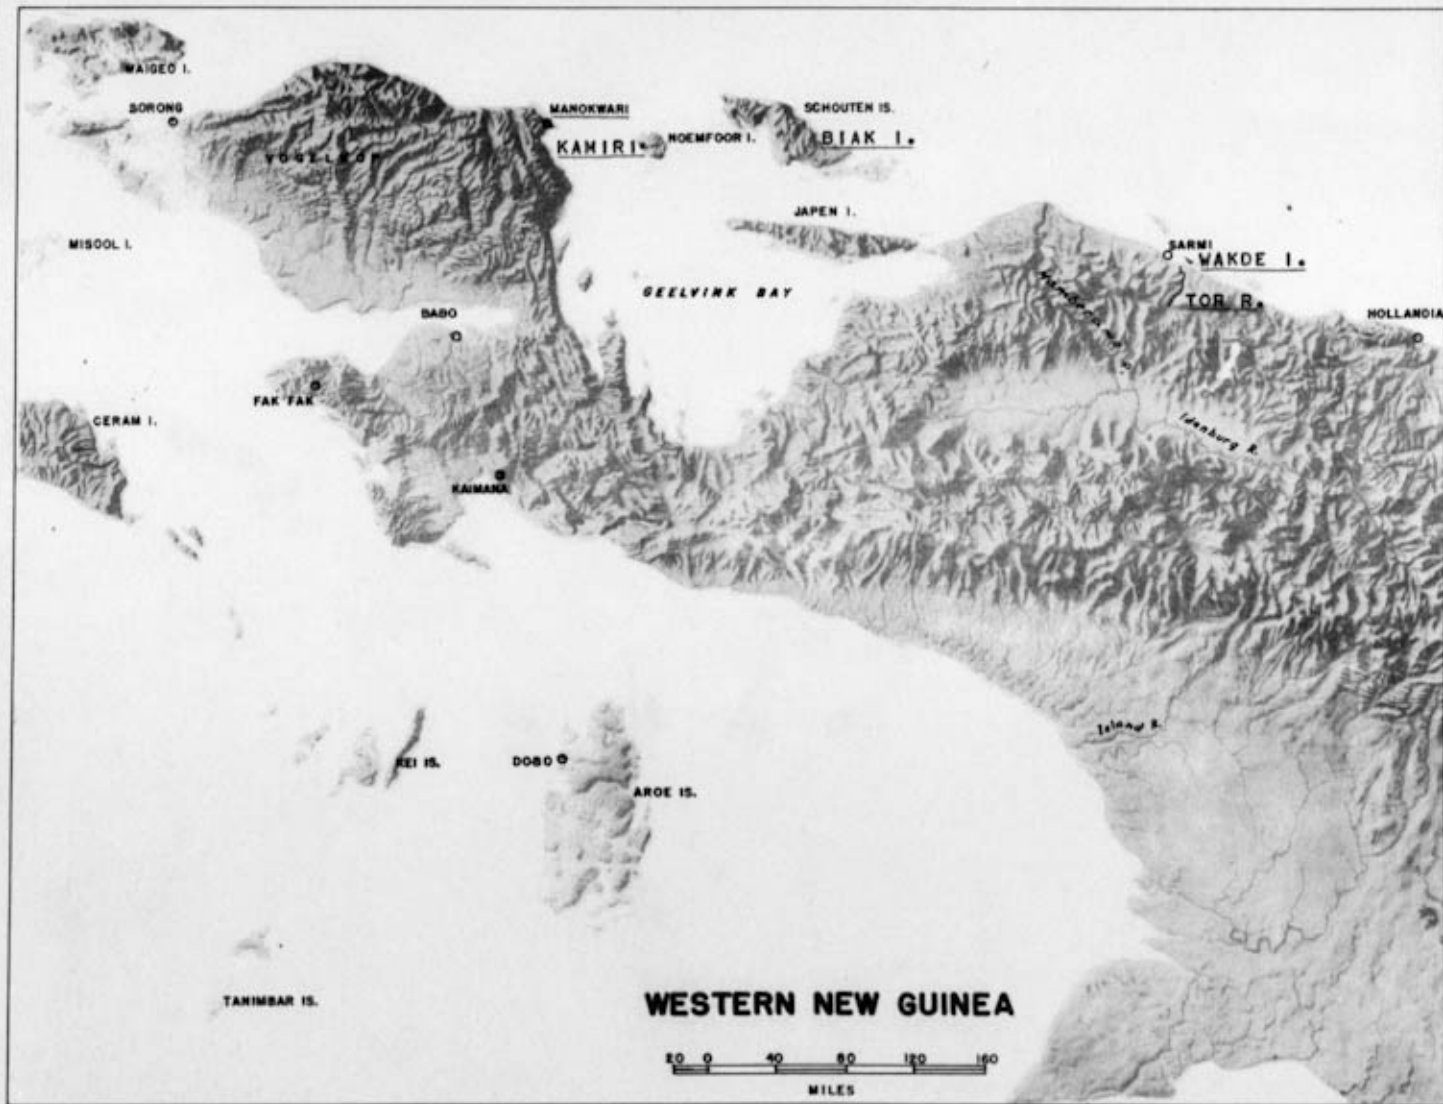 WAIGEO I.
SORONG
MANOKWARI
SCHOUTEN IS.
VOGELKOP
KAMIRI.
NOEMFOOR I.
BIAK I.
JAPEN I.
MISOOL I.
SARMI
WAKDE I.
GEELVINK BAY
TOR R.
BABO
HOLLANDIA
FAK FAK
CERAM I.
Idenburg R.
KAIMANA
Island R.
KEI IS.
DOBO
AROE IS.
TANIMBAR IS.
WESTERN NEW GUINEA
20 0 40 80 120 160
MILES